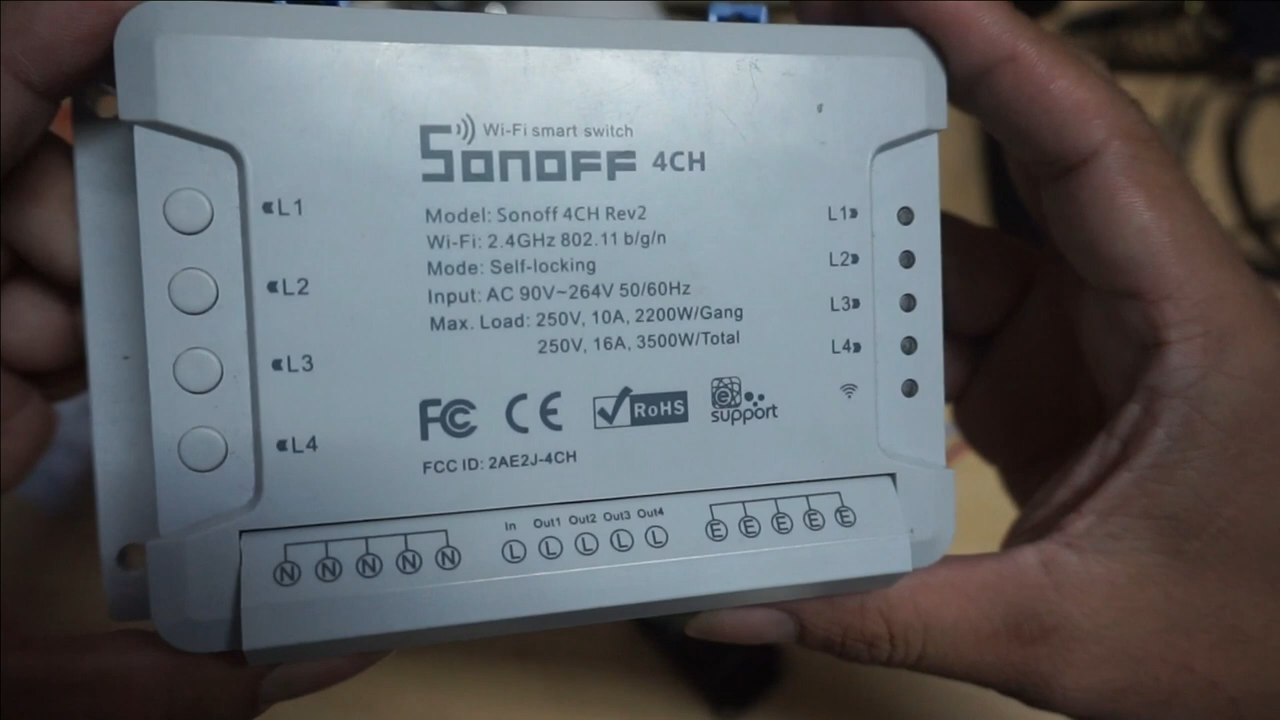 Wi-Fi smart switch
SONOFF 4CH
L1
L2
L3
L4
Model: Sonoff 4CH Rev2
Wi-Fi: 2.4GHz 802.11 b/g/n
Mode: Self-locking
Input: AC 90V~264V 50/60Hz
Max. Load: 250V, 10A, 2200W/Gang
250V, 16A, 3500W/Total
L1
L2
L3
L4
FC CE RoHS e support
FCC ID: 2AE2J-4CH
In Out1 Out2 Out3 Out4
N N N N N L L L L L E E E E E